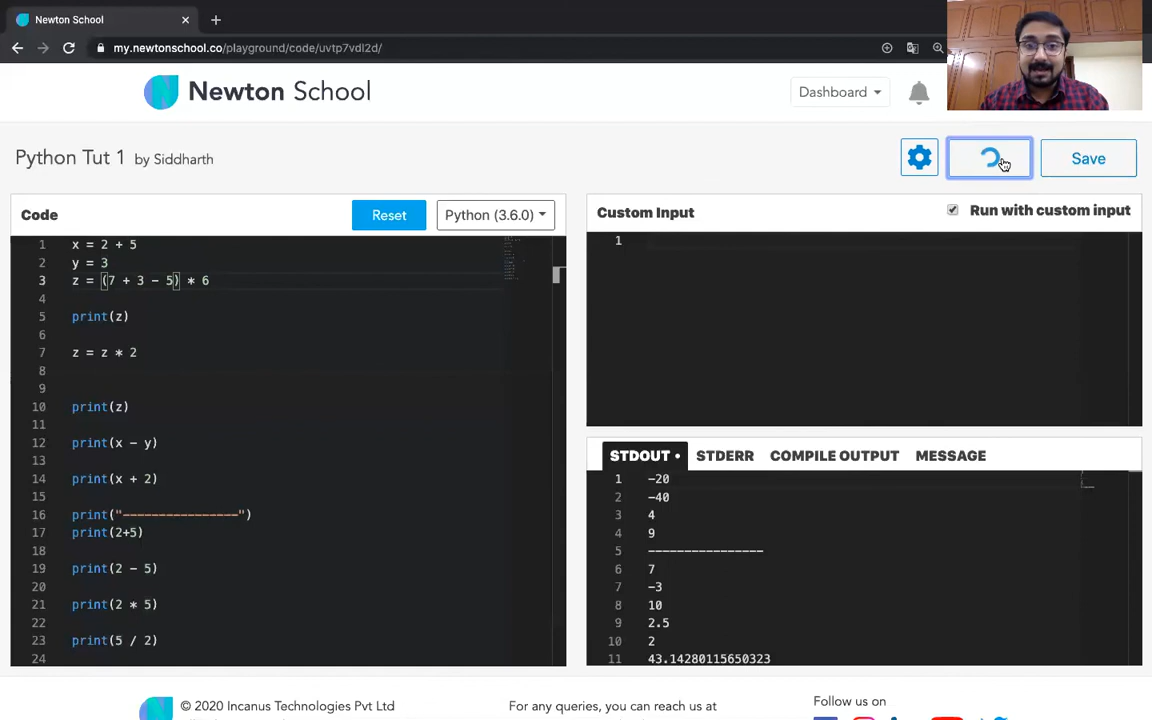 Newton School
my.newtonschool.co/playground/code/uvtp7vdl2d/
Newton School
Dashboard
Python Tut 1 by Siddharth
Save
Code
Reset
Python (3.6.0)
1 x = 2 + 5
2 y = 3
3 z = (7 + 3 - 5) * 6
4
5 print(z)
6
7 z = z * 2
8
9
10 print(z)
11
12 print(x - y)
13
14 print(x + 2)
15
16 print("----------------")
17 print(2+5)
18
19 print(2 - 5)
20
21 print(2 * 5)
22
23 print(5 / 2)
24
Custom Input
Run with custom input
1
STDOUT • STDERR COMPILE OUTPUT MESSAGE
1 -20
2 -40
3 4
4 9
5 ----------------
6 7
7 -3
8 10
9 2.5
10 2
11 43.14280115650323
© 2020 Incanus Technologies Pvt Ltd
For any queries, you can reach us at
Follow us on